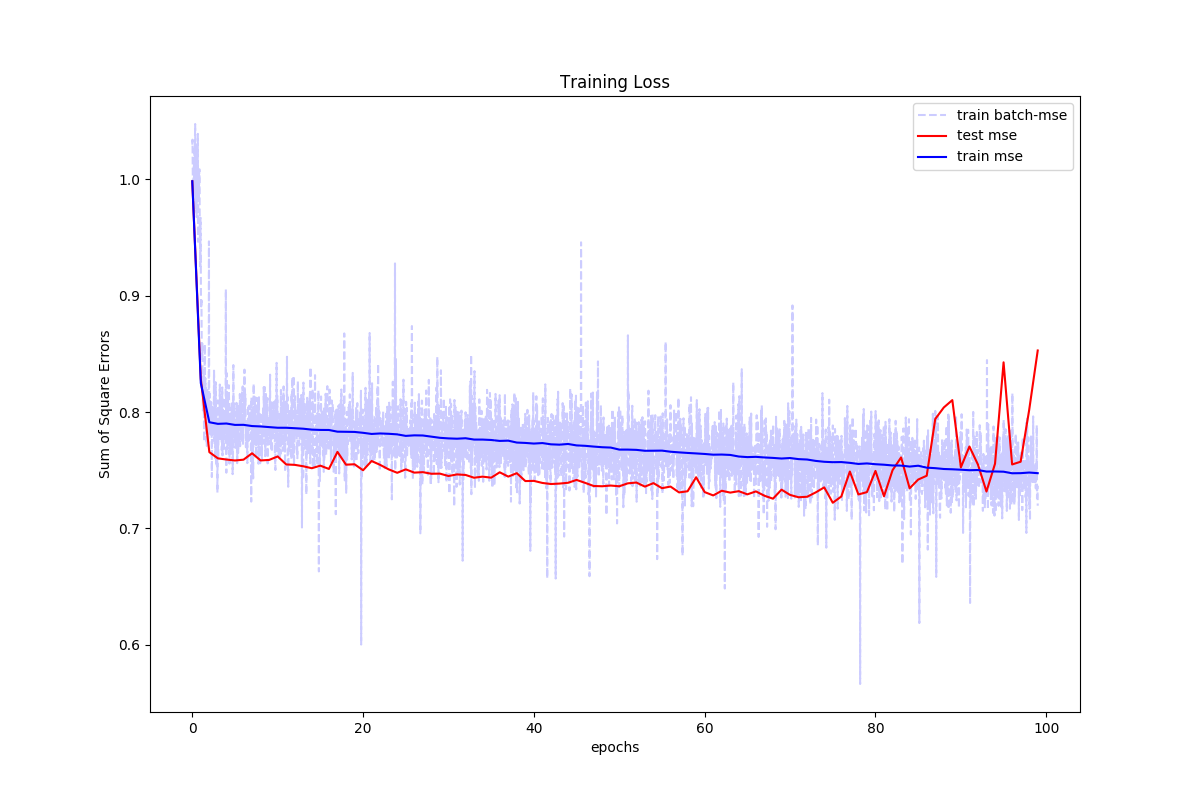 Training Loss
train batch-mse
test mse
train mse
Sum of Square Errors
1.0
0.9
0.8
0.7
0.6
0
20
40
60
80
100
epochs